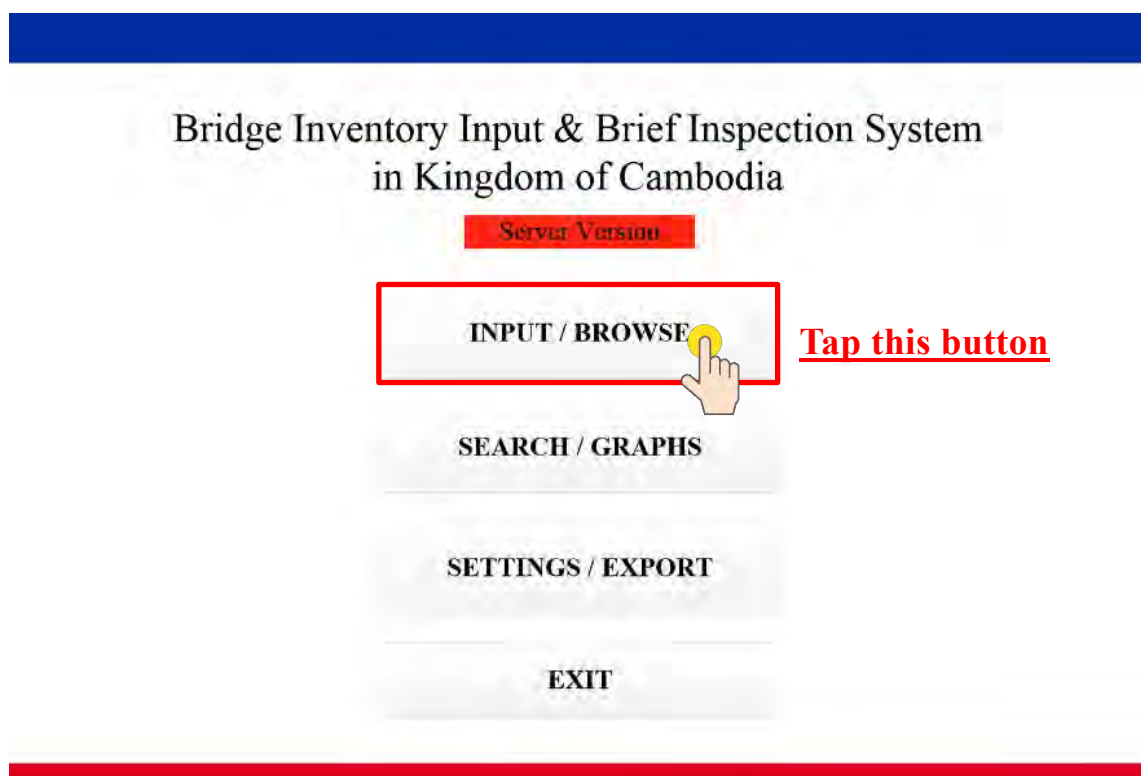 Bridge Inventory Input & Brief Inspection System
in Kingdom of Cambodia
Server Version
INPUT / BROWSE
Tap this button
SEARCH / GRAPHS
SETTINGS / EXPORT
EXIT